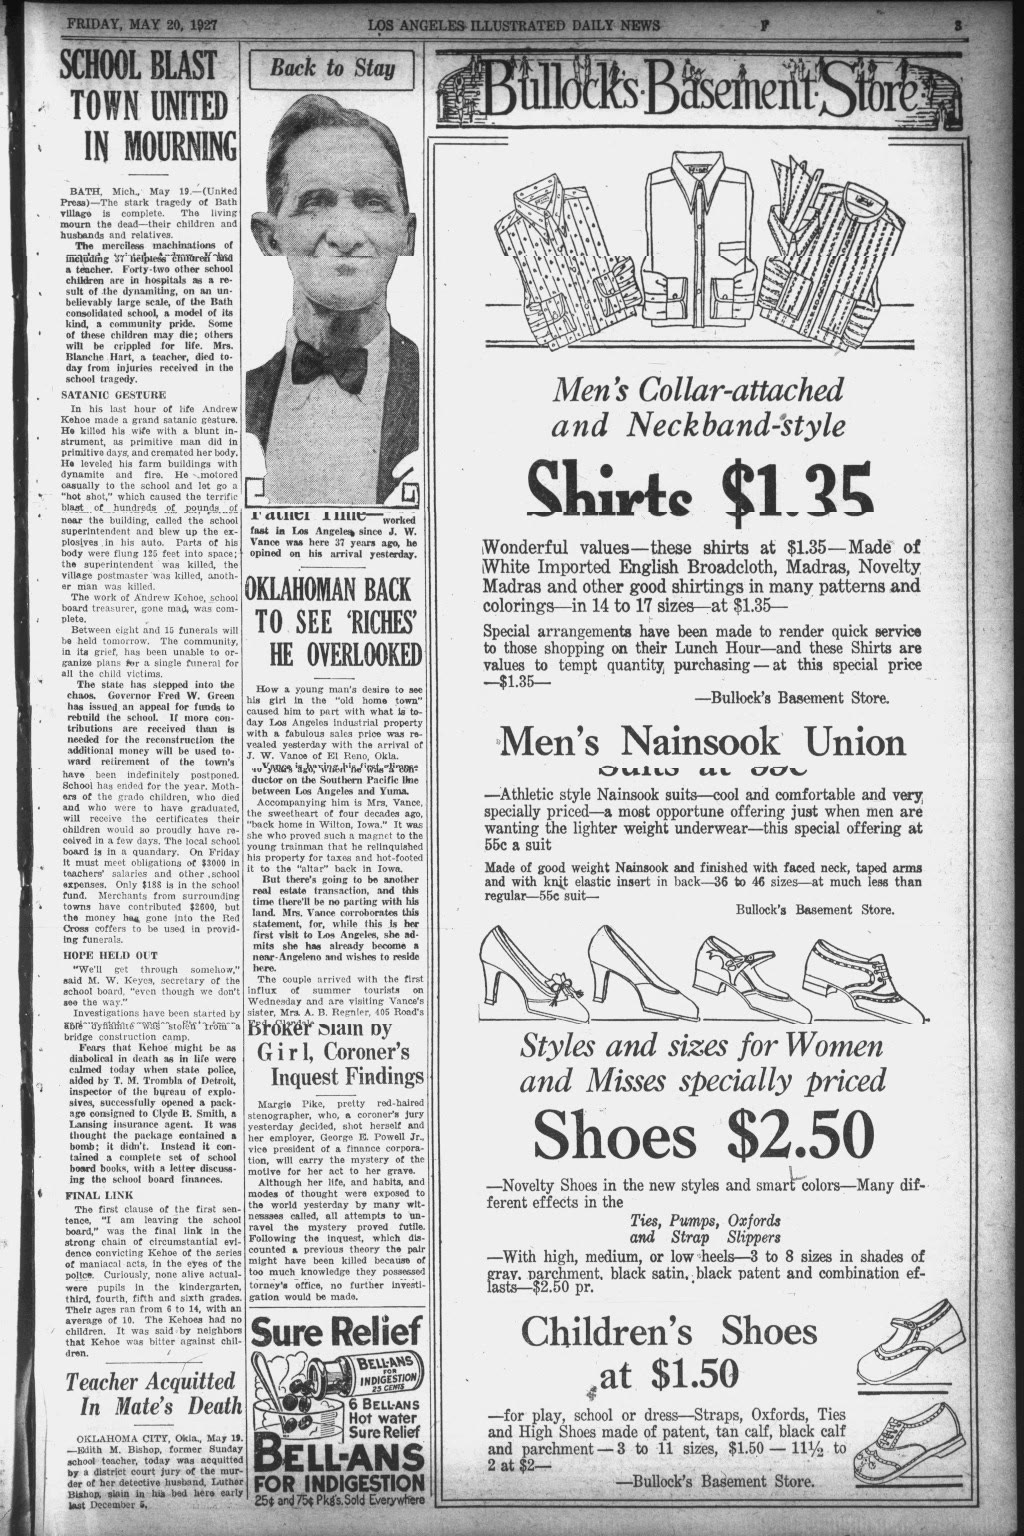 FRIDAY, MAY 20, 1927
LOS ANGELES ILLUSTRATED DAILY NEWS
F
3
SCHOOL BLAST
TOWN UNITED
IN MOURNING
BATH, Mich., May 19.—(United
Press)—The stark tragedy of Bath
village is complete. The living
mourn the dead—their children and
husbands and relatives.
The merciless machinations of
including 37 helpless children and
a teacher. Forty-two other school
children are in hospitals as a re-
sult of the dynamiting, on an un-
believably large scale, of the Bath
consolidated school, a model of its
kind, a community pride. Some
of these children may die; others
will be crippled for life. Mrs.
Blanche Hart, a teacher, died to-
day from injuries received in the
school tragedy.
SATANIC GESTURE
In his last hour of life Andrew
Kehoe made a grand satanic gesture.
He killed his wife with a blunt in-
strument, as primitive man did in
primitive days, and cremated her body.
He leveled his farm buildings with
dynamite and fire. He motored
casually to the school and let go a
"hot shot," which caused the terrific
blast of hundreds of pounds of
near the building, called the school
superintendent and blew up the ex-
plosives in his auto. Parts of his
body were flung 125 feet into space;
the superintendent was killed, the
village postmaster was killed, anoth-
er man was killed.
The work of Andrew Kehoe, school
board treasurer, gone mad, was com-
plete.
Between eight and 15 funerals will
be held tomorrow. The community,
in its grief, has been unable to or-
ganize plans for a single funeral for
all the child victims.
The state has stepped into the
chaos. Governor Fred W. Green
has issued an appeal for funds to
rebuild the school. If more con-
tributions are received than is
needed for the reconstruction the
additional money will be used to-
ward retirement of the town's
have been indefinitely postponed.
School has ended for the year. Moth-
ers of the grade children, who died
and who were to have graduated,
will receive the certificates their
children would so proudly have re-
ceived in a few days. The local school
board is in a quandary. On Friday
it must meet obligations of $3000 in
teachers' salaries and other school
expenses. Only $188 is in the school
fund. Merchants from surrounding
towns have contributed $2600, but
the money has gone into the Red
Cross coffers to be used in provid-
ing funerals.
HOPE HELD OUT
"We'll get through somehow,"
said M. W. Keyes, secretary of the
school board, "even though we don't
see the way."
Investigations have been started by
able dynamite was stolen from a
bridge construction camp.
Fears that Kehoe might be as
diabolical in death as in life were
calmed today when state police,
aided by T. M. Trombla of Detroit,
inspector of the bureau of explo-
sives, successfully opened a pack-
age consigned to Clyde B. Smith, a
Lansing insurance agent. It was
thought the package contained a
bomb; it didn't. Instead it con-
tained a complete set of school
board books, with a letter discuss-
ing the school board finances.
FINAL LINK
The first clause of the first sen-
tence, "I am leaving the school
board," was the final link in the
strong chain of circumstantial evi-
dence convicting Kehoe of the series
of maniacal acts, in the eyes of the
police. Curiously, none alive actual-
were pupils in the kindergarten,
third, fourth, fifth and sixth grades.
Their ages ran from 6 to 14, with an
average of 10. The Kehoes had no
children. It was said by neighbors
that Kehoe was bitter against chil-
dren.
Teacher Acquitted
In Mate's Death
OKLAHOMA CITY, Okla., May 19.
—Edith M. Bishop, former Sunday
school teacher, today was acquitted
by a district court jury of the mur-
der of her detective husband, Luther
Bishop, slain in his bed here early
last December 5.
Back to Stay
Father Time— worked
fast in Los Angeles since J. W.
Vance was here 37 years ago, he
opined on his arrival yesterday.
OKLAHOMAN BACK
TO SEE 'RICHES'
HE OVERLOOKED
How a young man's desire to see
his girl in the "old home town"
caused him to part with what is to-
day Los Angeles industrial property
with a fabulous sales price was re-
vealed yesterday with the arrival of
J. W. Vance of El Reno, Okla.
Vance is having his first glimpse
40 years ago, when he was a con-
ductor on the Southern Pacific line
between Los Angeles and Yuma.
Accompanying him is Mrs. Vance,
the sweetheart of four decades ago,
"back home in Wilton, Iowa." It was
she who proved such a magnet to the
young trainman that he relinquished
his property for taxes and hot-footed
it to the "altar" back in Iowa.
But there's going to be another
real estate transaction, and this
time there'll be no parting with his
land. Mrs. Vance corroborates this
statement, for, while this is her
first visit to Los Angeles, she ad-
mits she has already become a
near-Angeleno and wishes to reside
here.
The couple arrived with the first
influx of summer tourists on
Wednesday and are visiting Vance's
sister, Mrs. A. B. Regnier, 405 Road's
Broker Slain by
Girl, Coroner's
Inquest Findings
Margie Pike, pretty red-haired
stenographer, who, a coroner's jury
yesterday decided, shot herself and
her employer, George E. Powell Jr.,
vice president of a finance corpora-
tion, will carry the mystery of the
motive for her act to her grave.
Although her life, and habits, and
modes of thought were exposed to
the world yesterday by many wit-
nesses called, all attempts to un-
ravel the mystery proved futile.
Following the inquest, which dis-
counted a previous theory the pair
might have been killed because of
too much knowledge they possessed
torney's office, no further investi-
gation would be made.
Sure Relief
BELL-ANS
FOR
INDIGESTION
25 CENTS
6 BELL-ANS
Hot water
Sure Relief
BELL-ANS
FOR INDIGESTION
25¢ and 75¢ Pkg's. Sold Everywhere
Bullock's Basement Store
Men's Collar-attached
and Neckband-style
Shirts $1.35
Wonderful values—these shirts at $1.35—Made of
White Imported English Broadcloth, Madras, Novelty
Madras and other good shirtings in many patterns and
colorings—in 14 to 17 sizes—at $1.35—
Special arrangements have been made to render quick service
to those shopping on their Lunch Hour—and these Shirts are
values to tempt quantity purchasing—at this special price
—$1.35—
—Bullock's Basement Store.
Men's Nainsook Union
Suits at 55c
—Athletic style Nainsook suits—cool and comfortable and very
specially priced—a most opportune offering just when men are
wanting the lighter weight underwear—this special offering at
55c a suit
Made of good weight Nainsook and finished with faced neck, taped arms
and with knit elastic insert in back—36 to 46 sizes—at much less than
regular—55c suit—
Bullock's Basement Store.
Styles and sizes for Women
and Misses specially priced
Shoes $2.50
—Novelty Shoes in the new styles and smart colors—Many dif-
ferent effects in the
Ties, Pumps, Oxfords
and Strap Slippers
—With high, medium, or low heels—3 to 8 sizes in shades of
gray, parchment, black satin, black patent and combination ef-
fasts—$2.50 pr.
Children's Shoes
at $1.50
—for play, school or dress—Straps, Oxfords, Ties
and High Shoes made of patent, tan calf, black calf
and parchment—3 to 11 sizes, $1.50—11½ to
2 at $2—
—Bullock's Basement Store.